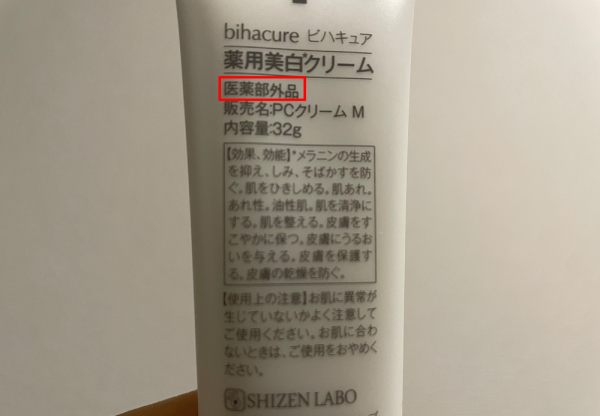 bihacure ビハキュア
薬用美白*クリーム
医薬部外品
販売名:PCクリーム M
内容量:32g
【効果、効能】*メラニンの生成
を抑え、しみ、そばかすを防
ぐ。肌をひきしめる。肌あれ。
あれ性。油性肌。肌を清浄に
する。肌を整える。皮膚をす
こやかに保つ。皮膚にうるお
いを与える。皮膚を保護す
る。皮膚の乾燥を防ぐ。
【使用上の注意】お肌に異常が
生じていないかよく注意して
ご使用ください。お肌に合わ
ないときは、ご使用をおやめく
ださい。
SHIZEN LABO